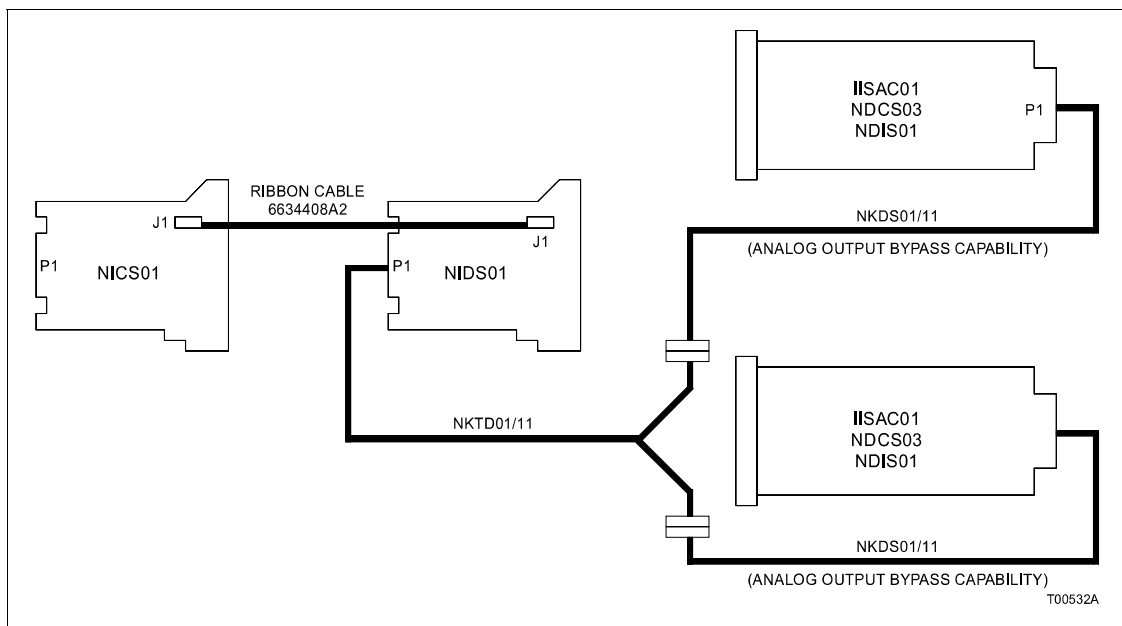 IISAC01
NDCS03
NDIS01
P1
RIBBON CABLE
6634408A2
J1
J1
NKDS01/11
(ANALOG OUTPUT BYPASS CAPABILITY)
P1
NICS01
P1
NIDS01
NKTD01/11
IISAC01
NDCS03
NDIS01
NKDS01/11
(ANALOG OUTPUT BYPASS CAPABILITY)
T00532A